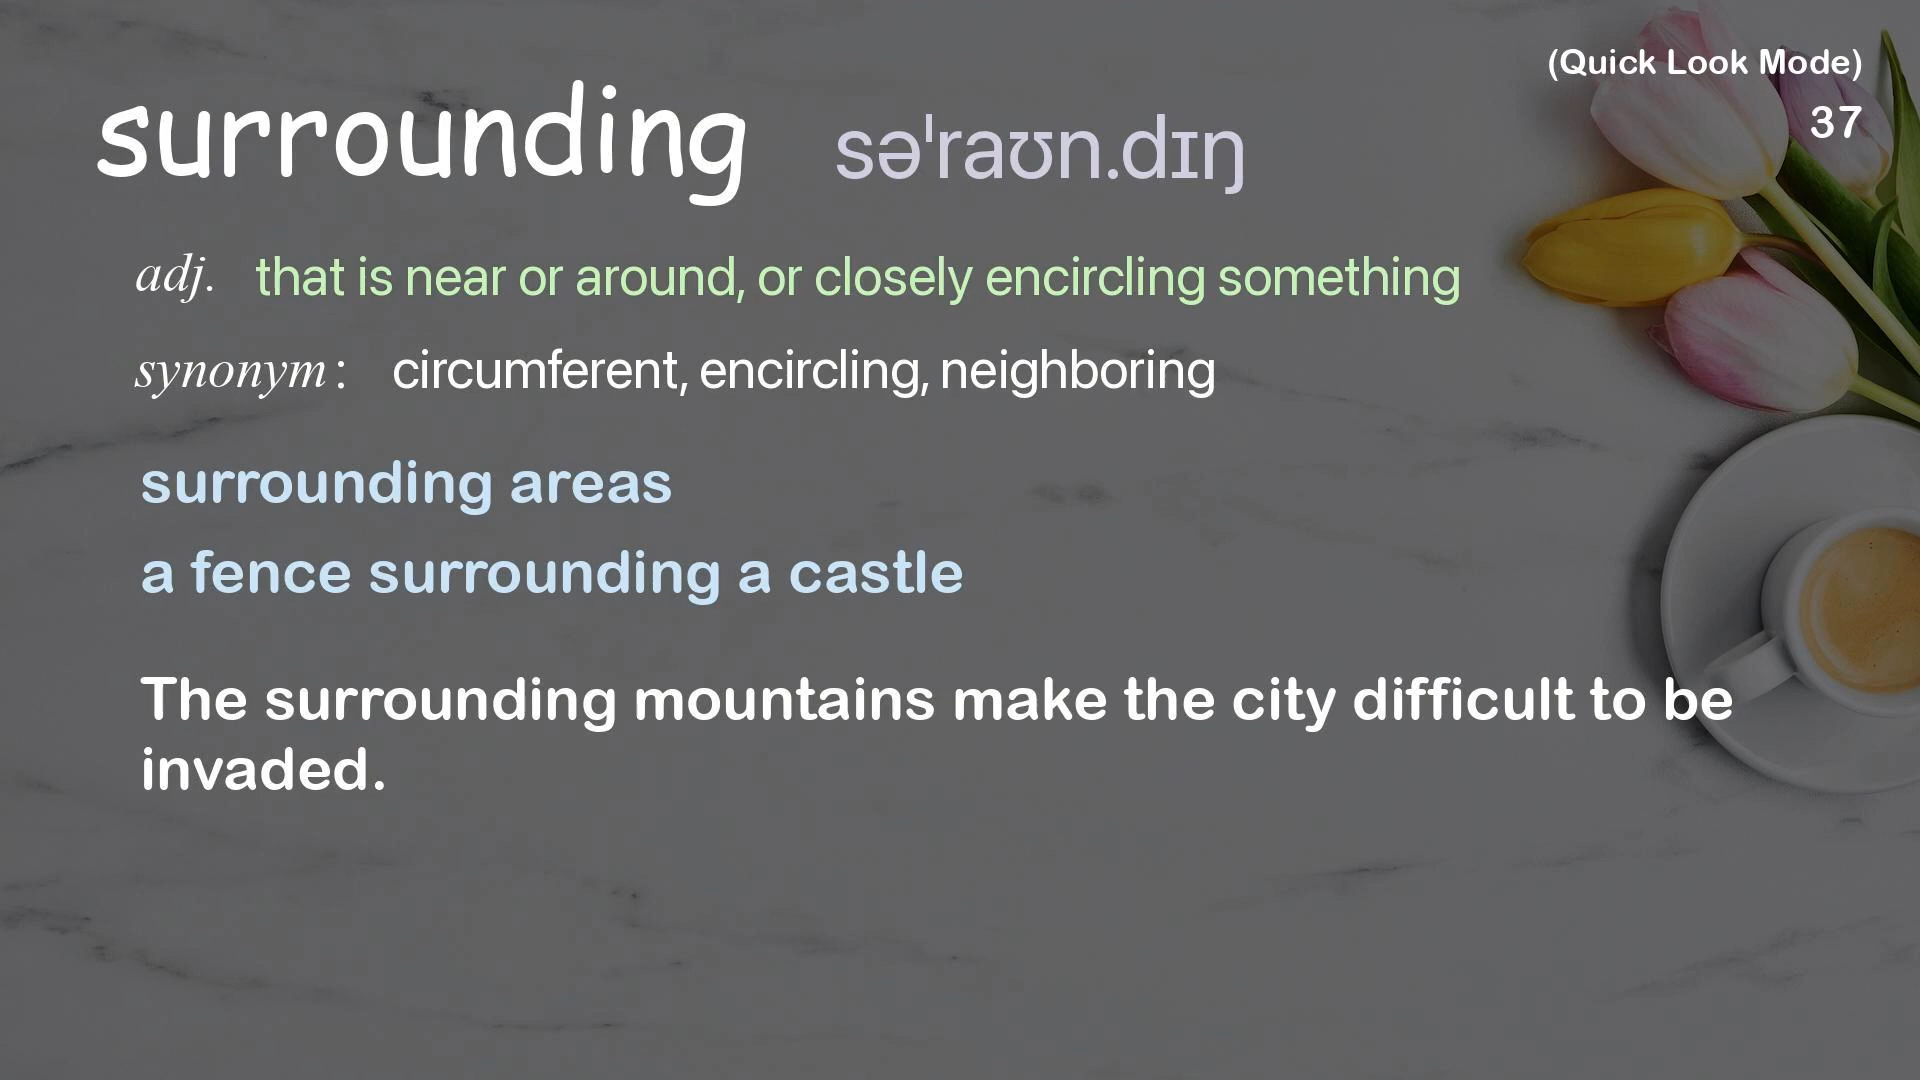 (Quick Look Mode)
37
surrounding səˈraʊn.dɪŋ
adj. that is near or around, or closely encircling something
synonym : circumferent, encircling, neighboring
surrounding areas
a fence surrounding a castle
The surrounding mountains make the city difficult to be
invaded.